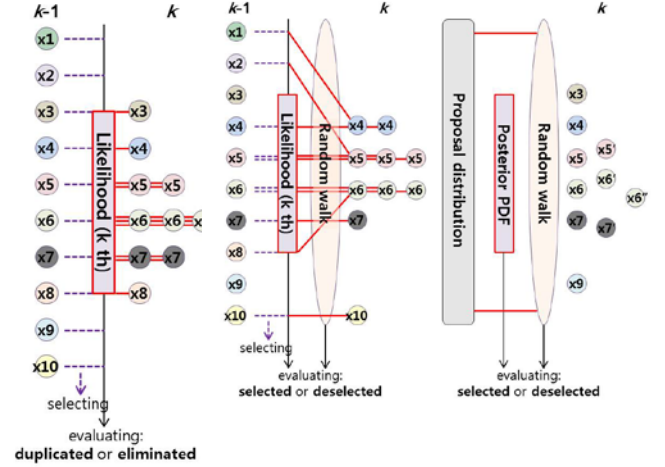 k-1 k
x1
x2
x3 x3
x4 x4
x5 x5 x5
x6 x6 x6
x7 x7 x7
x8 x8
x9
x10
Likelihood (k th)
selecting
evaluating:
duplicated or eliminated
k-1 k
x1
x2
x3
x4 x4 x4
x5 x5 x5 x5
x6 x6 x6 x6
x7 x7
x8
x9
x10 x10
Likelihood (k th)
Random walk
selecting
evaluating:
selected or deselected
k
Proposal distribution
Posterior PDF
Random walk
x3
x4
x5 x5'
x6 x6' x6"
x7 x7
x9
evaluating:
selected or deselected